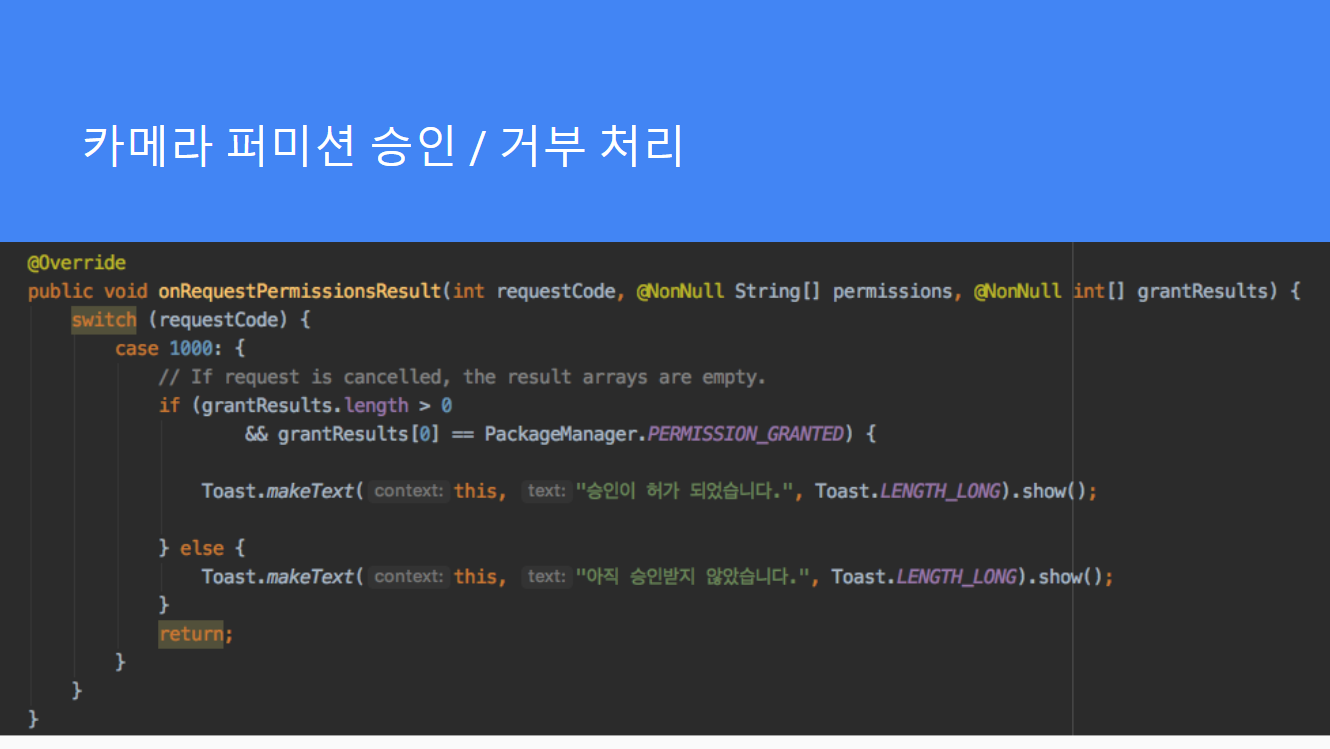 카메라 퍼미션 승인 / 거부 처리
@Override
public void onRequestPermissionsResult(int requestCode, @NonNull String[] permissions, @NonNull int[] grantResults) {
switch (requestCode) {
case 1000: {
// If request is cancelled, the result arrays are empty.
if (grantResults.length > 0
&& grantResults[0] == PackageManager.PERMISSION_GRANTED) {
Toast.makeText( context: this, text: "승인이 허가 되었습니다.", Toast.LENGTH_LONG).show();
} else {
Toast.makeText( context: this, text: "아직 승인받지 않았습니다.", Toast.LENGTH_LONG).show();
}
return;
}
}
}